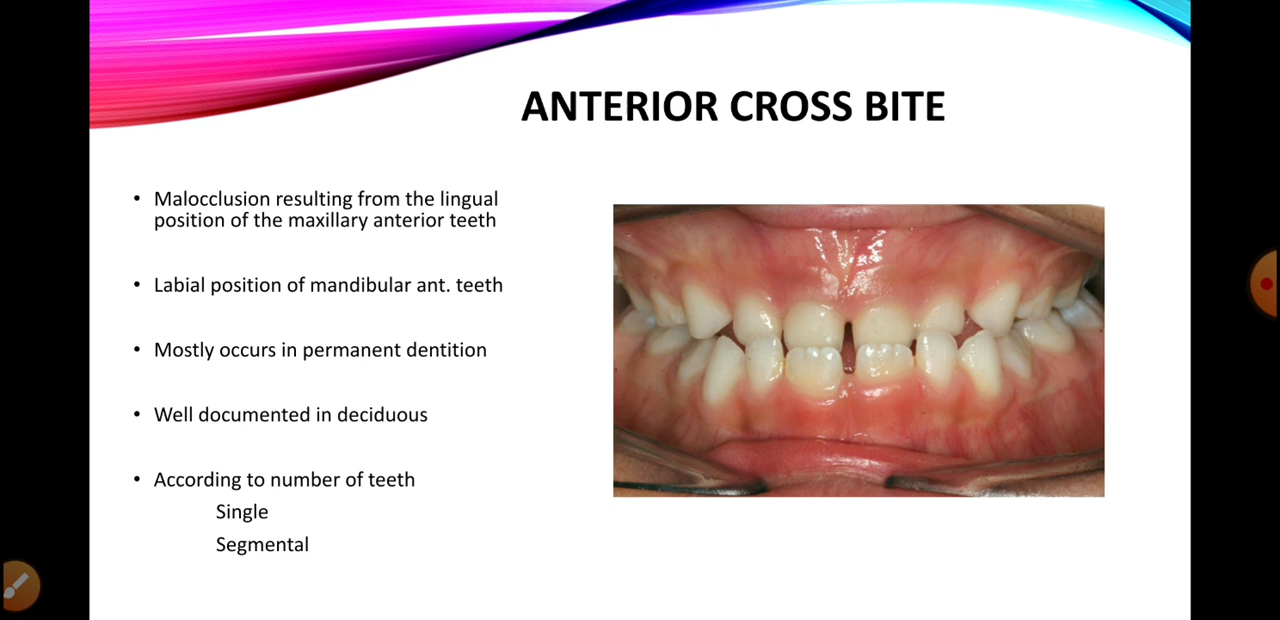 ANTERIOR CROSS BITE
• Malocclusion resulting from the lingual
position of the maxillary anterior teeth
• Labial position of mandibular ant. teeth
• Mostly occurs in permanent dentition
• Well documented in deciduous
• According to number of teeth
Single
Segmental